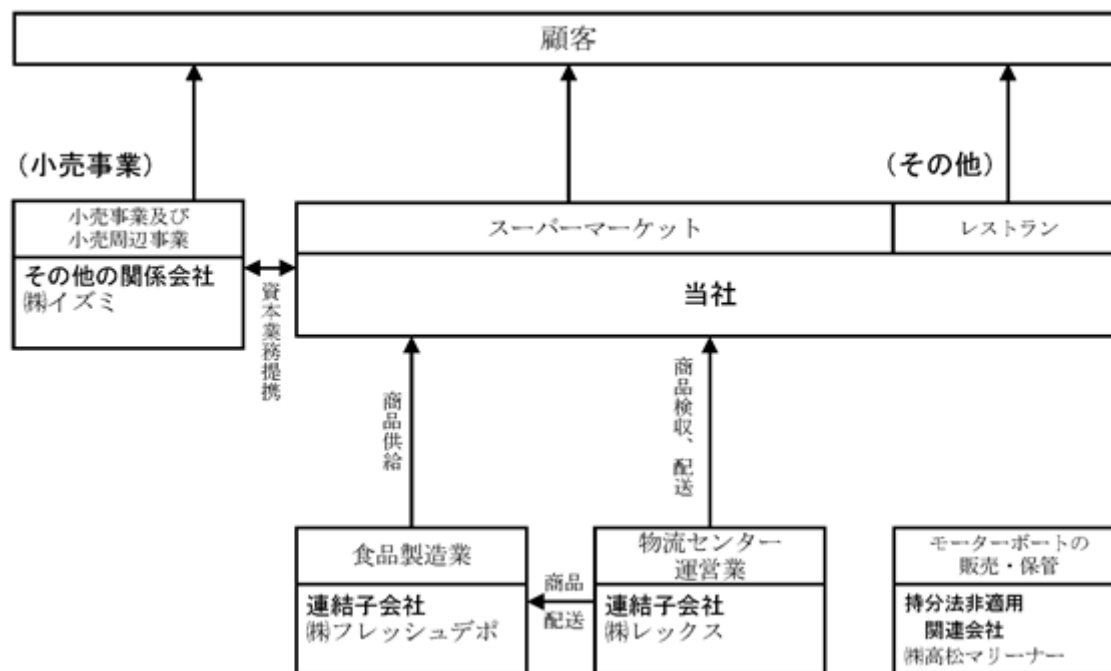 顧客
(小売事業)
(その他)
小売事業及び
小売周辺事業
その他の関係会社
㈱イズミ
資本業務提携
スーパーマーケット
レストラン
当社
商品供給
商品検収、配送
食品製造業
連結子会社
㈱フレッシュデポ
商品
配送
物流センター
運営業
連結子会社
㈱レックス
モーターボートの
販売・保管
持分法非適用
関連会社
㈱高松マリーナー